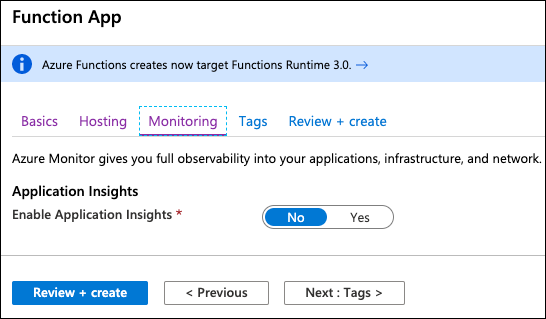 Function App
Azure Functions creates now target Functions Runtime 3.0. →
Basics Hosting Monitoring Tags Review + create
Azure Monitor gives you full observability into your applications, infrastructure, and network.
Application Insights
Enable Application Insights * No Yes
Review + create < Previous Next : Tags >